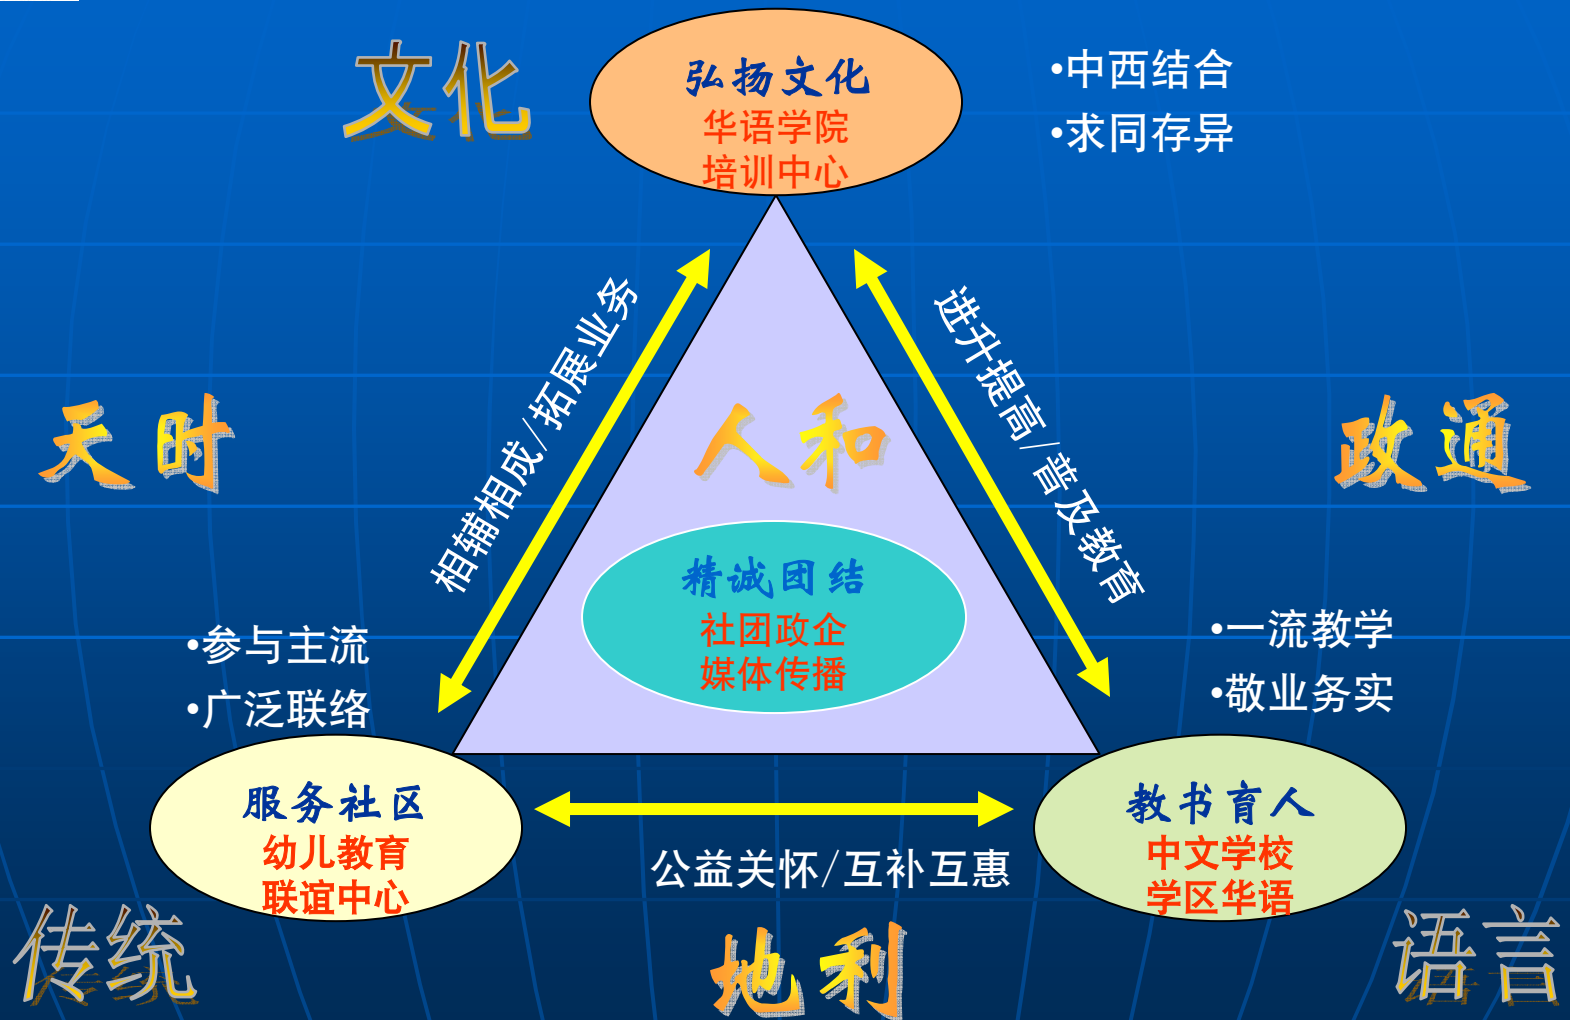 文化
弘扬文化
华语学院
培训中心
•中西结合
•求同存异
相辅相成/拓展业务
进升提高/普及教育
天时
人和
政通
精诚团结
社团政企
媒体传播
•参与主流
•广泛联络
•一流教学
•敬业务实
服务社区
幼儿教育
联谊中心
公益关怀/互补互惠
教书育人
中文学校
学区华语
传统
地利
语言